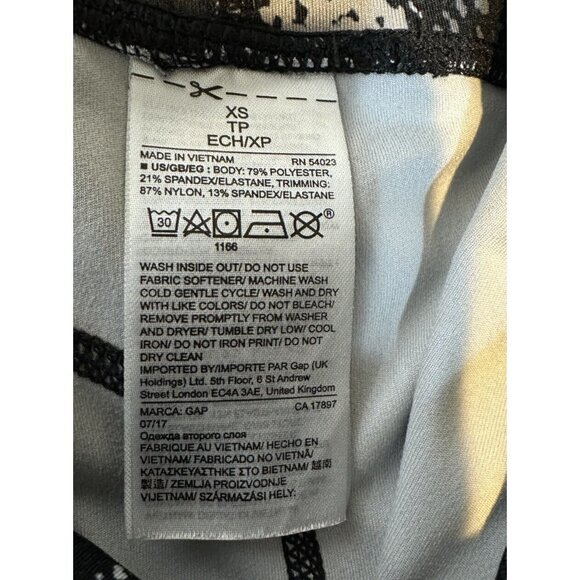 XS
TP
ECH/XP
MADE IN VIETNAM RN 54023
■ US/GB/EG : BODY: 79% POLYESTER,
21% SPANDEX/ELASTANE, TRIMMING:
87% NYLON, 13% SPANDEX/ELASTANE
30 ®
1166
WASH INSIDE OUT/ DO NOT USE
FABRIC SOFTENER/ MACHINE WASH
COLD GENTLE CYCLE/ WASH AND DRY
WITH LIKE COLORS/ DO NOT BLEACH/
REMOVE PROMPTLY FROM WASHER
AND DRYER/ TUMBLE DRY LOW/ COOL
IRON/ DO NOT IRON PRINT/ DO NOT
DRY CLEAN
IMPORTED BY/IMPORTE PAR Gap (UK
Holdings) Ltd. 5th Floor, 6 St Andrew
Street London EC4A 3AE, United Kingdom
MARCA: GAP CA 17897
07/17
Одежда второго слоя
FABRIQUÉ AU VIETNAM/ HECHO EN
VIETNAM/ FABRICADO NO VIETNÃ/
ΚΑΤΑΣΚΕΥΑΣΤΗΚΕ ΣΤΟ ΒΙΕΤΝΑΜ/ 越南
製造/ ZEMLJA PROIZVODNJE
VIJETNAM/ SZÁRMAZÁSI HELY: